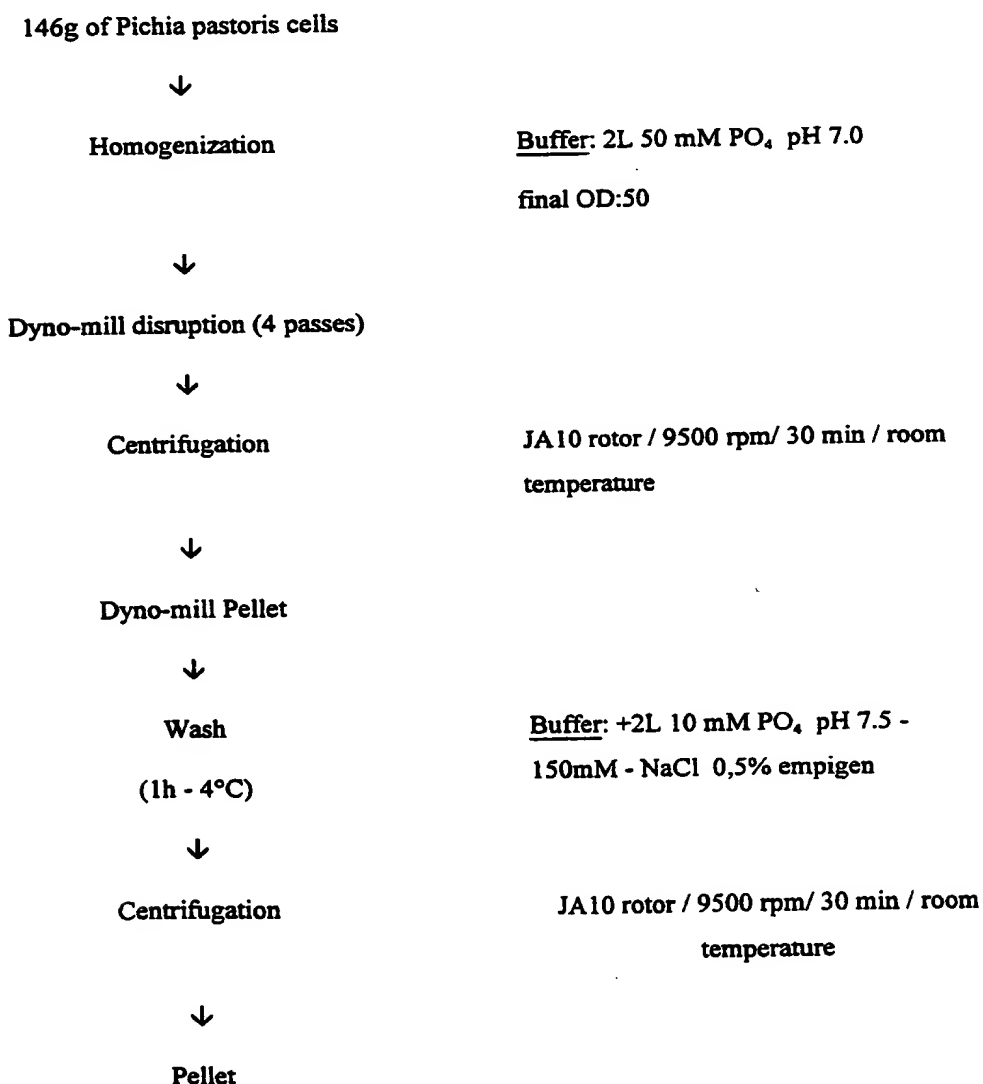 146g of Pichia pastoris cells
↓
Homogenization
Buffer: 2L 50 mM PO₄ pH 7.0
final OD:50
↓
Dyno-mill disruption (4 passes)
↓
Centrifugation
JA10 rotor / 9500 rpm/ 30 min / room
temperature
↓
Dyno-mill Pellet
↓
Wash
(1h - 4°C)
Buffer: +2L 10 mM PO₄ pH 7.5 -
150mM - NaCl 0,5% empigen
↓
Centrifugation
JA10 rotor / 9500 rpm/ 30 min / room
temperature
↓
Pellet